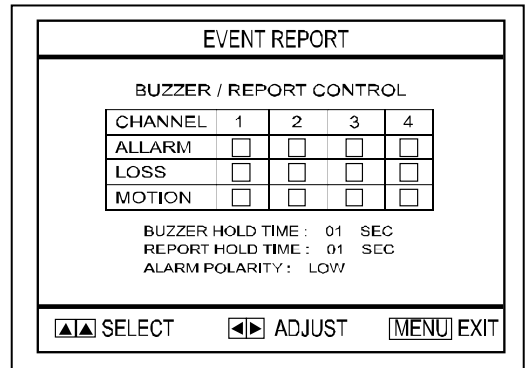 EVENT REPORT
BUZZER / REPORT CONTROL
CHANNEL 1 2 3 4
ALLARM
LOSS
MOTION
BUZZER HOLD TIME : 01 SEC
REPORT HOLD TIME : 01 SEC
ALARM POLARITY : LOW
▲▲ SELECT ◀▶ ADJUST MENU EXIT